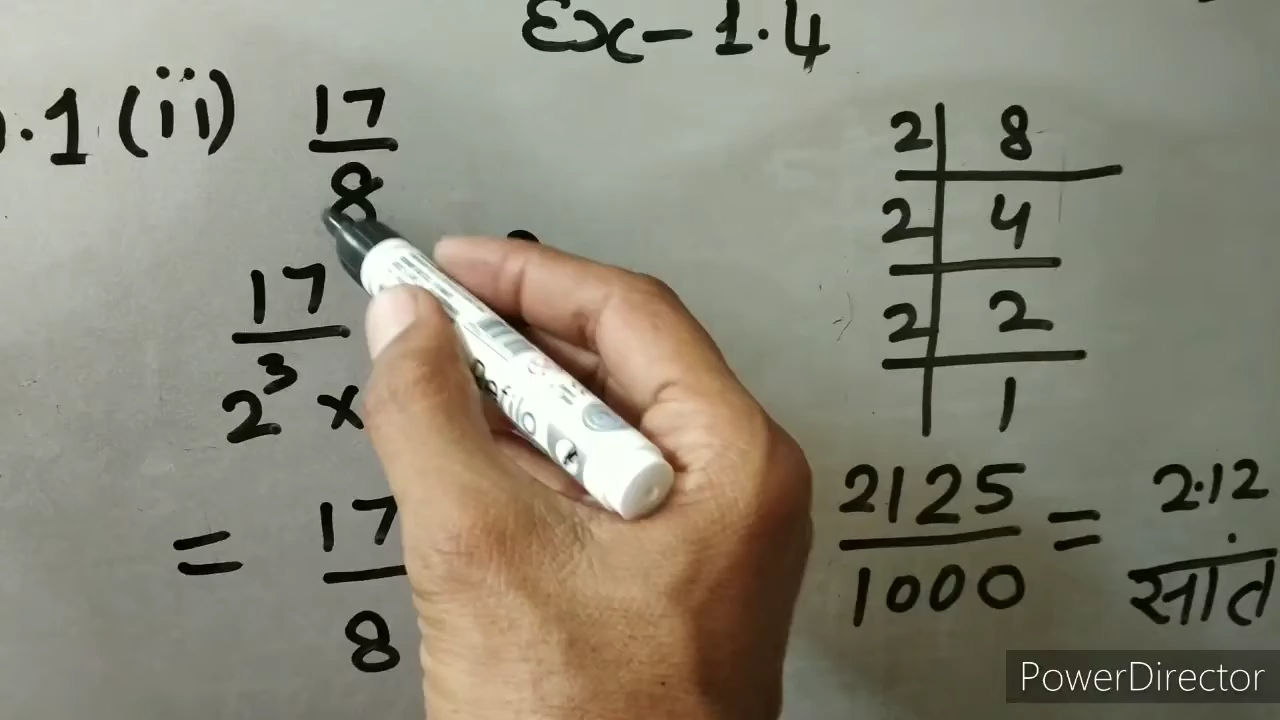 Ex- 1.4
.1 (ii) 17/8
2 | 8
2 | 4
2 | 2
1
17
2³ ×
= 17/8
2125/1000 = 2.12
सांत
Refilo
PowerDirector